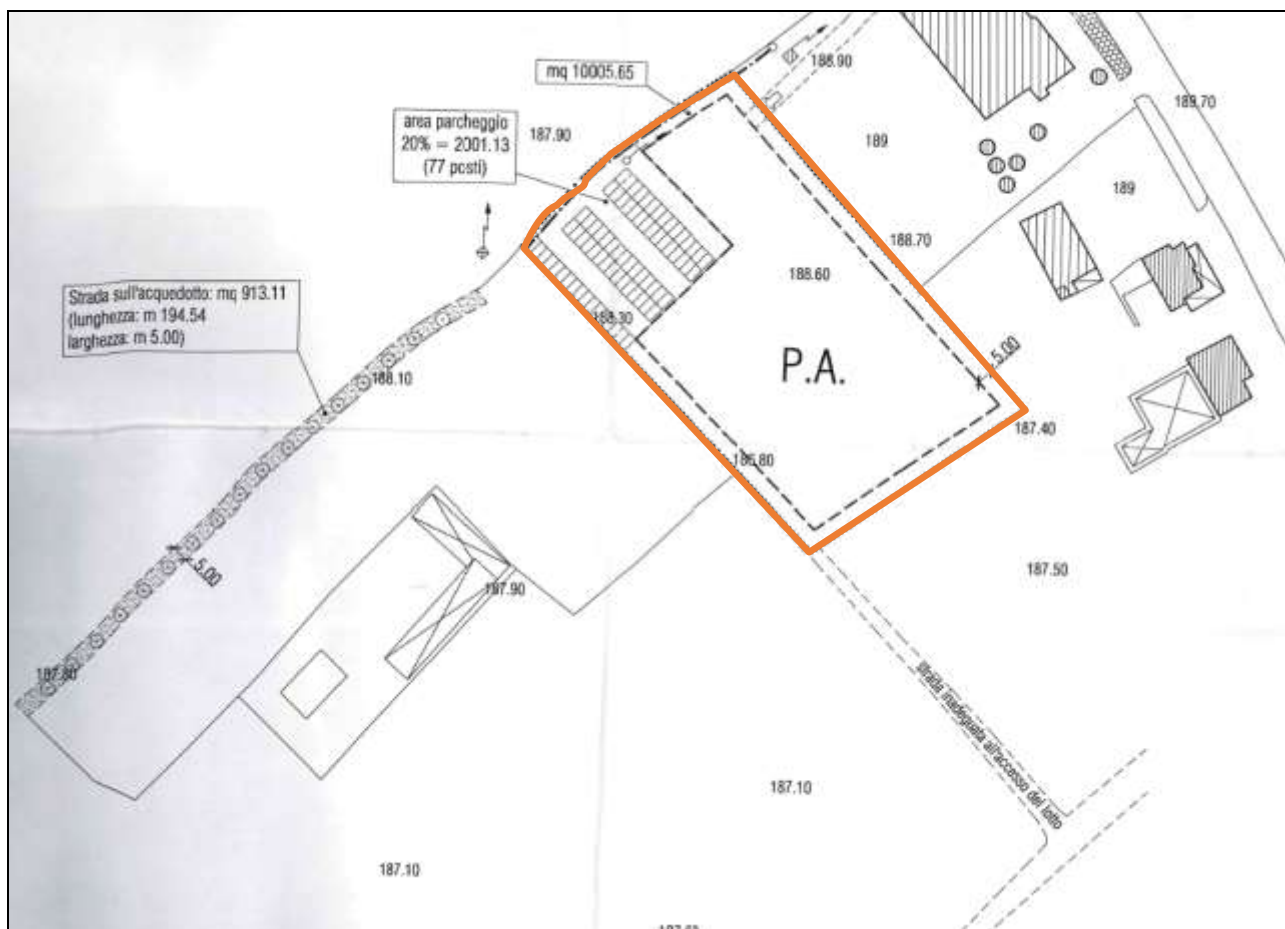 mq 10005.65
188.90
area parcheggio
20% = 2001.13
(77 posti)
187.90
189.70
189
189
188.70
188.60
Strada sull'acquedotto: mq 913.11
(lunghezza: m 194.54
larghezza: m 5.00)
188.30
5.00
P.A.
188.10
187.40
186.80
5.00
187.50
187.90
187.80
strada inadeguata all'accesso del lotto
187.10
187.10